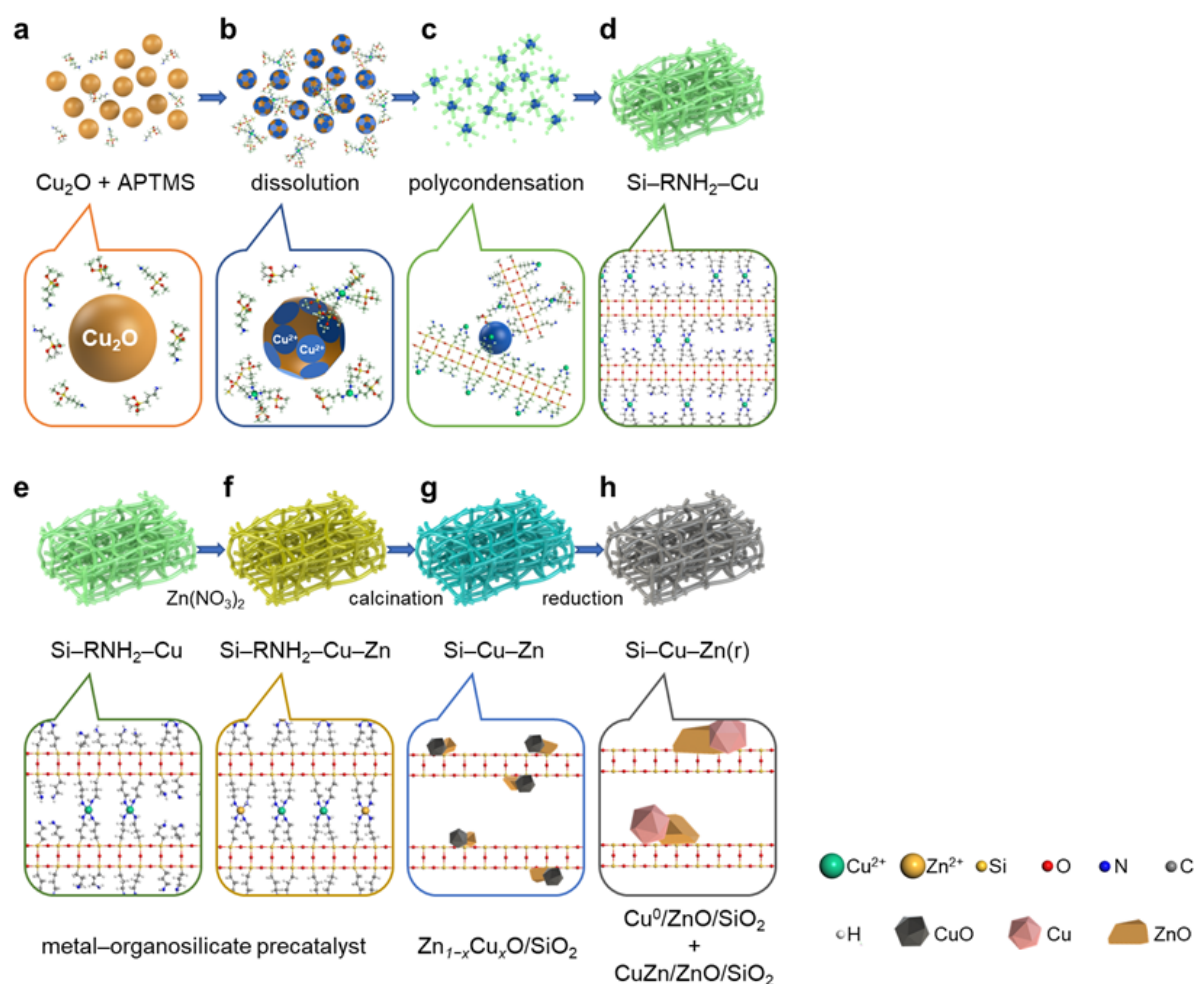 a b c d
Cu₂O + APTMS dissolution polycondensation Si–RNH₂–Cu
Cu₂O
Cu²⁺
Cu²⁺
e f g h
Zn(NO₃)₂ calcination reduction
Si–RNH₂–Cu Si–RNH₂–Cu–Zn Si–Cu–Zn Si–Cu–Zn(r)
Cu²⁺ Zn²⁺ Si O N C
H CuO Cu ZnO
metal–organosilicate precatalyst Zn₁₋ₓCuₓO/SiO₂
Cu⁰/ZnO/SiO₂
+
CuZn/ZnO/SiO₂